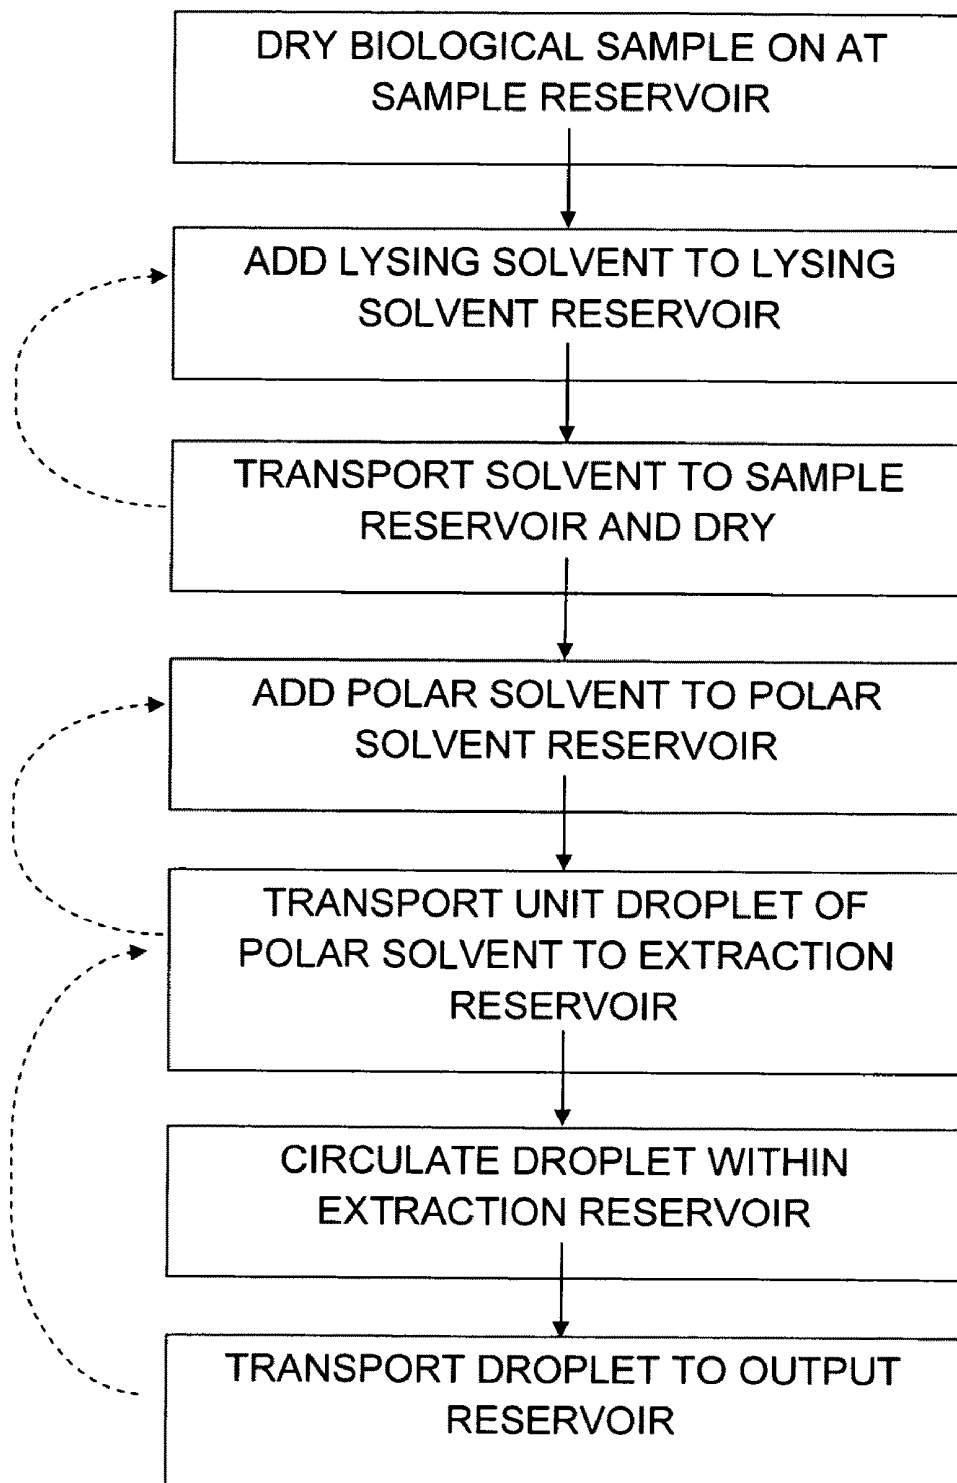 DRY BIOLOGICAL SAMPLE ON AT
SAMPLE RESERVOIR
ADD LYSING SOLVENT TO LYSING
SOLVENT RESERVOIR
TRANSPORT SOLVENT TO SAMPLE
RESERVOIR AND DRY
ADD POLAR SOLVENT TO POLAR
SOLVENT RESERVOIR
TRANSPORT UNIT DROPLET OF
POLAR SOLVENT TO EXTRACTION
RESERVOIR
CIRCULATE DROPLET WITHIN
EXTRACTION RESERVOIR
TRANSPORT DROPLET TO OUTPUT
RESERVOIR